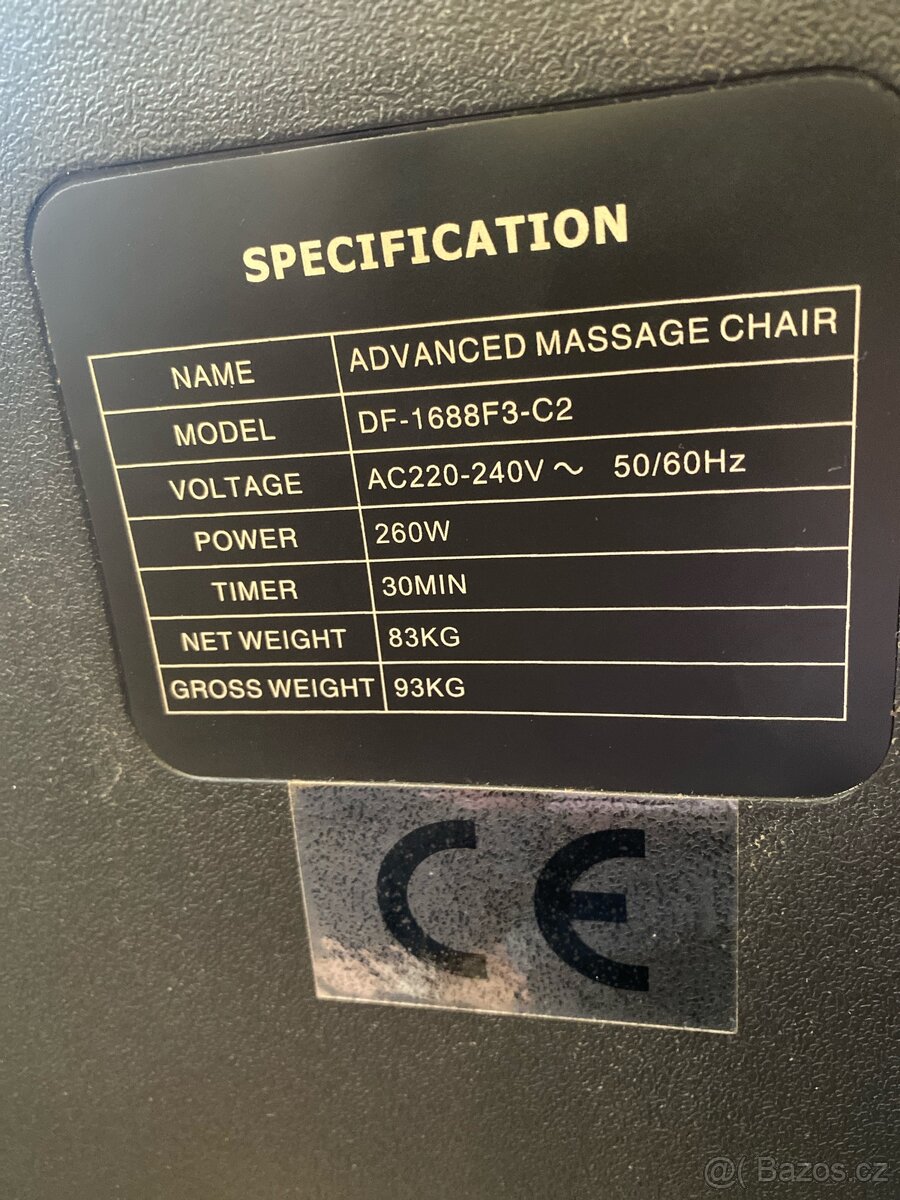 SPECIFICATION
NAME ADVANCED MASSAGE CHAIR
MODEL DF-1688F3-C2
VOLTAGE AC220-240V～ 50/60Hz
POWER 260W
TIMER 30MIN
NET WEIGHT 83KG
GROSS WEIGHT 93KG
CE
@( Bazos.cz